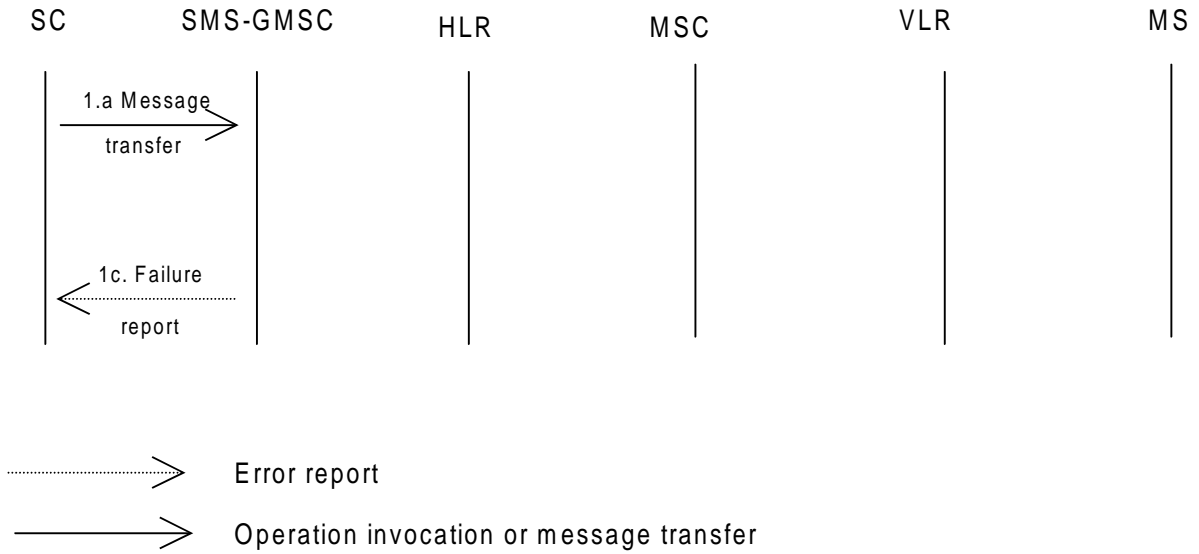 SC SMS-GMSC HLR MSC VLR MS
1.a Message
transfer
1c. Failure
report
Error report
Operation invocation or message transfer